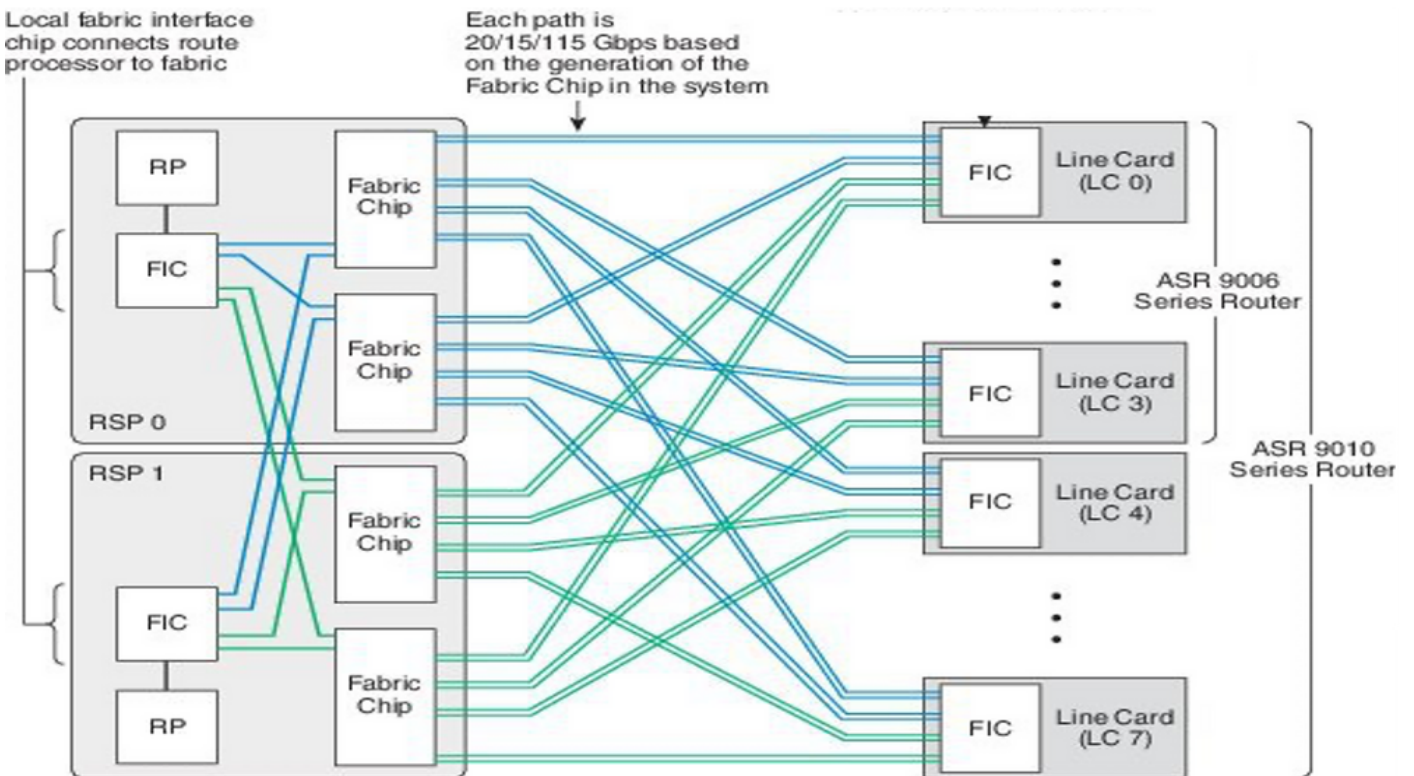 Local fabric interface
chip connects route
processor to fabric
Each path is
20/15/115 Gbps based
on the generation of the
Fabric Chip in the system
RP
FIC
Fabric
Chip
Fabric
Chip
RSP 0
RSP 1
Fabric
Chip
FIC
RP
Fabric
Chip
FIC
Line Card
(LC 0)
ASR 9006
Series Router
FIC
Line Card
(LC 3)
ASR 9010
Series Router
FIC
Line Card
(LC 4)
FIC
Line Card
(LC 7)